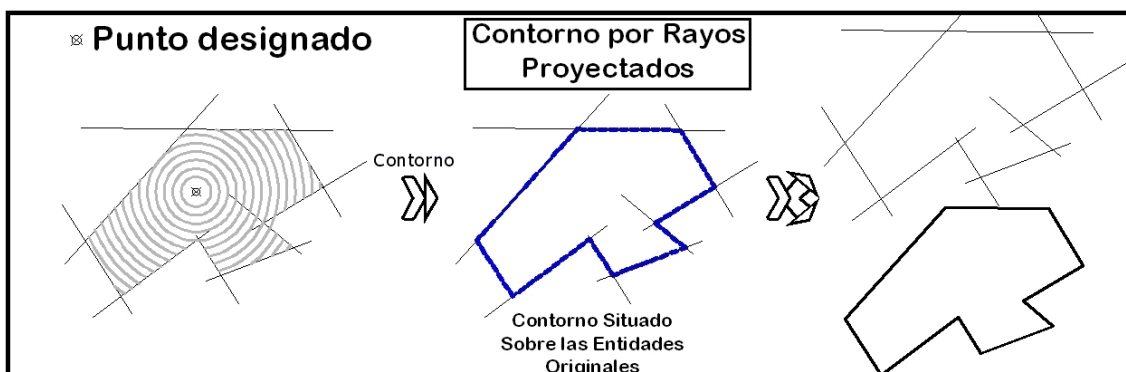 Punto designado
Contorno por Rayos
Proyectados
Contorno
Contorno Situado
Sobre las Entidades
Originales